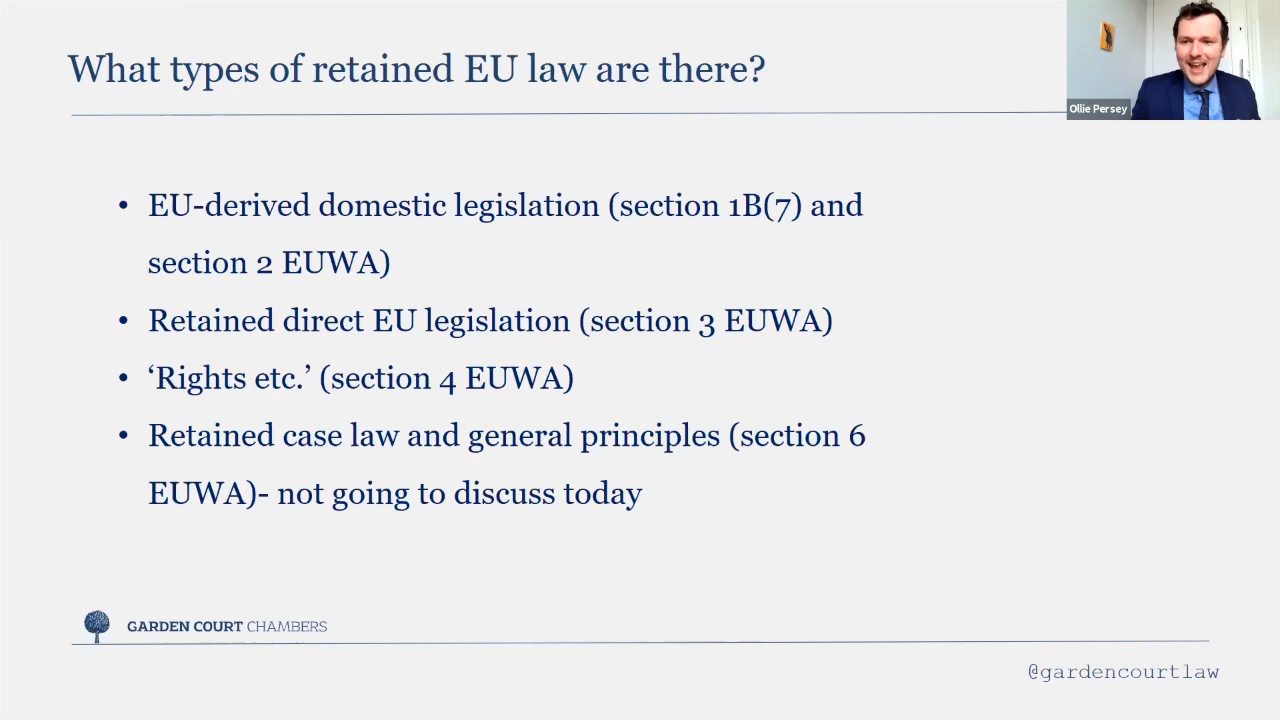 What types of retained EU law are there?
Ollie Persey
• EU-derived domestic legislation (section 1B(7) and
section 2 EUWA)
• Retained direct EU legislation (section 3 EUWA)
• ‘Rights etc.’ (section 4 EUWA)
• Retained case law and general principles (section 6
EUWA)- not going to discuss today
GARDEN COURT CHAMBERS
@gardencourtlaw